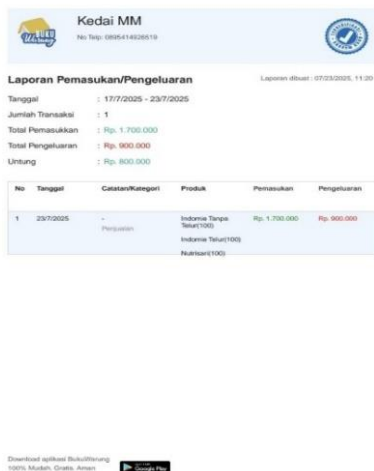 BUKU
Warung
Kedai MM
No Telp: 0895414926519
Laporan Pemasukan/Pengeluaran
Laporan dibuat : 07/23/2025, 11:20
Tanggal : 17/7/2025 - 23/7/2025
Jumlah Transaksi : 1
Total Pemasukkan : Rp. 1.700.000
Total Pengeluaran : Rp. 900.000
Untung : Rp. 800.000
No Tanggal Catatan/Kategori Produk Pemasukan Pengeluaran
1 23/7/2025 - Indomie Tanpa Telur(100) Rp. 1.700.000 Rp. 900.000
Penjualan
Indomie Telur(100)
Nutrisari(100)
Download aplikasi BukuWarung
100% Mudah, Gratis, Aman
Google Play